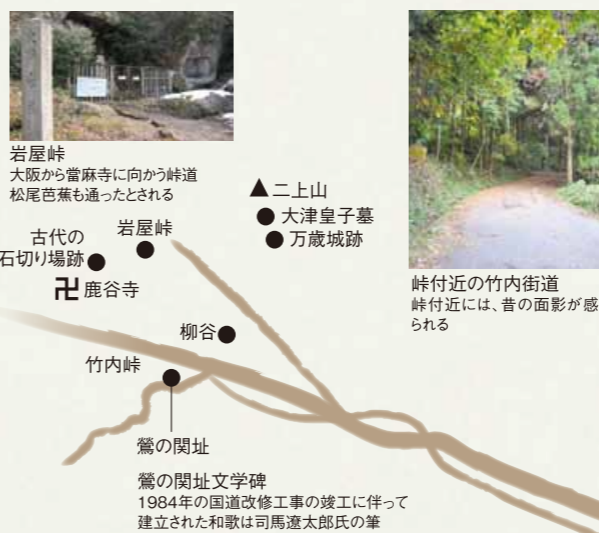 岩屋峠
大阪から當麻寺に向かう峠道
松尾芭蕉も通ったとされる
二上山
大津皇子墓
万歳城跡
古代の
石切り場跡
岩屋峠
卍 鹿谷寺
峠付近の竹内街道
峠付近には、昔の面影が感
られる
柳谷
竹内峠
鶯の関址
鶯の関址文学碑
1984年の国道改修工事の竣工に伴って
建立された和歌は司馬遼太郎氏の筆